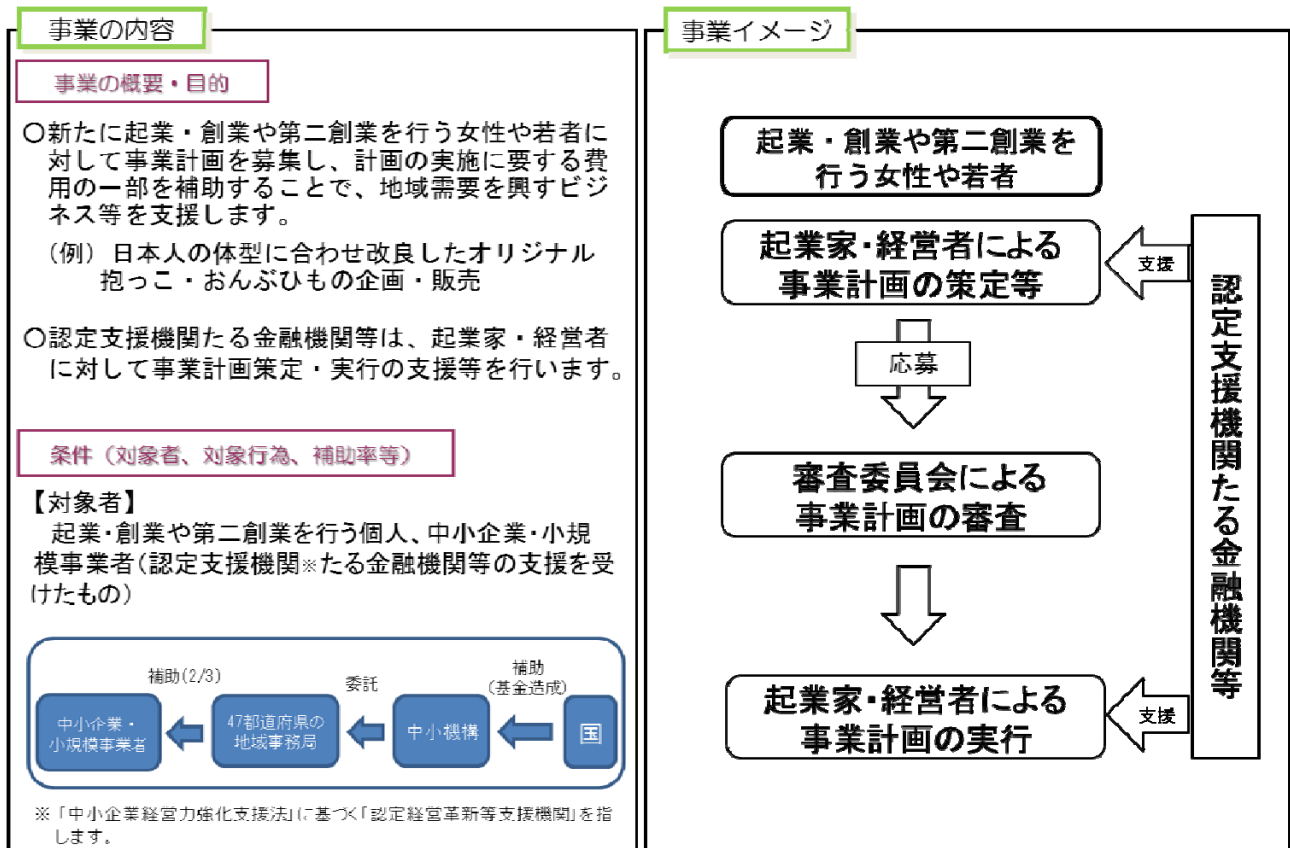 事業の内容
事業の概要・目的
○新たに起業・創業や第二創業を行う女性や若者に
対して事業計画を募集し、計画の実施に要する費
用の一部を補助することで、地域需要を興すビジ
ネス等を支援します。
（例）日本人の体型に合わせ改良したオリジナル
抱っこ・おんぶひもの企画・販売
○認定支援機関たる金融機関等は、起業家・経営者
に対して事業計画策定・実行の支援等を行います。
条件（対象者、対象行為、補助率等）
【対象者】
起業・創業や第二創業を行う個人、中小企業・小規
模事業者（認定支援機関※たる金融機関等の支援を受
けたもの）
補助(2/3)
委託
補助
(基金造成)
中小企業・
小規模事業者
47都道府県の
地域事務局
中小機構
国
※「中小企業経営力強化支援法」に基づく「認定経営革新等支援機関」を指
します。
事業イメージ
起業・創業や第二創業を
行う女性や若者
起業家・経営者による
事業計画の策定等
支援
応募
審査委員会による
事業計画の審査
起業家・経営者による
事業計画の実行
支援
認定支援機関たる金融機関等